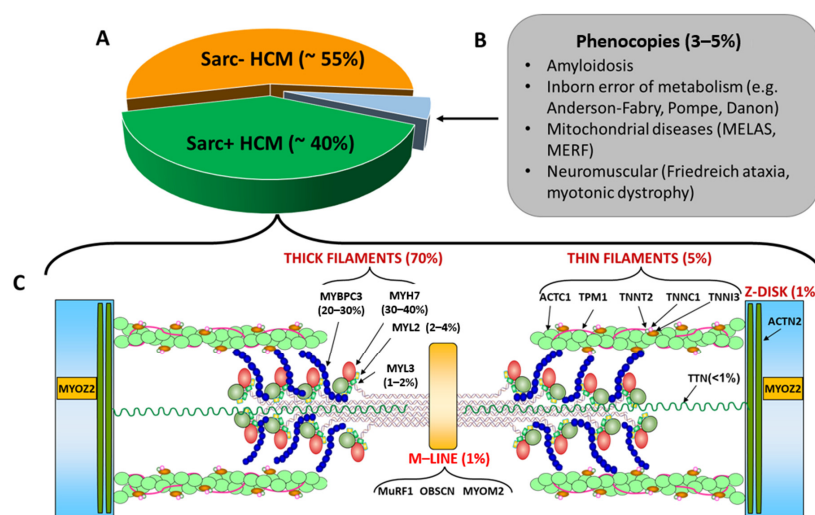 A
Sarc- HCM (~ 55%)
Sarc+ HCM (~ 40%)
B
Phenocopies (3–5%)
• Amyloidosis
• Inborn error of metabolism (e.g.
Anderson-Fabry, Pompe, Danon)
• Mitochondrial diseases (MELAS,
MERF)
• Neuromuscular (Friedreich ataxia,
myotonic dystrophy)
C
THICK FILAMENTS (70%)
MYBPC3
(20–30%)
MYH7
(30–40%)
MYL2 (2–4%)
MYL3
(1–2%)
THIN FILAMENTS (5%)
ACTC1 TPM1 TNNT2 TNNC1 TNNI3
Z-DISK (1%)
ACTN2
MYOZ2
TTN(<1%)
MYOZ2
M–LINE (1%)
MuRF1 OBSCN MYOM2